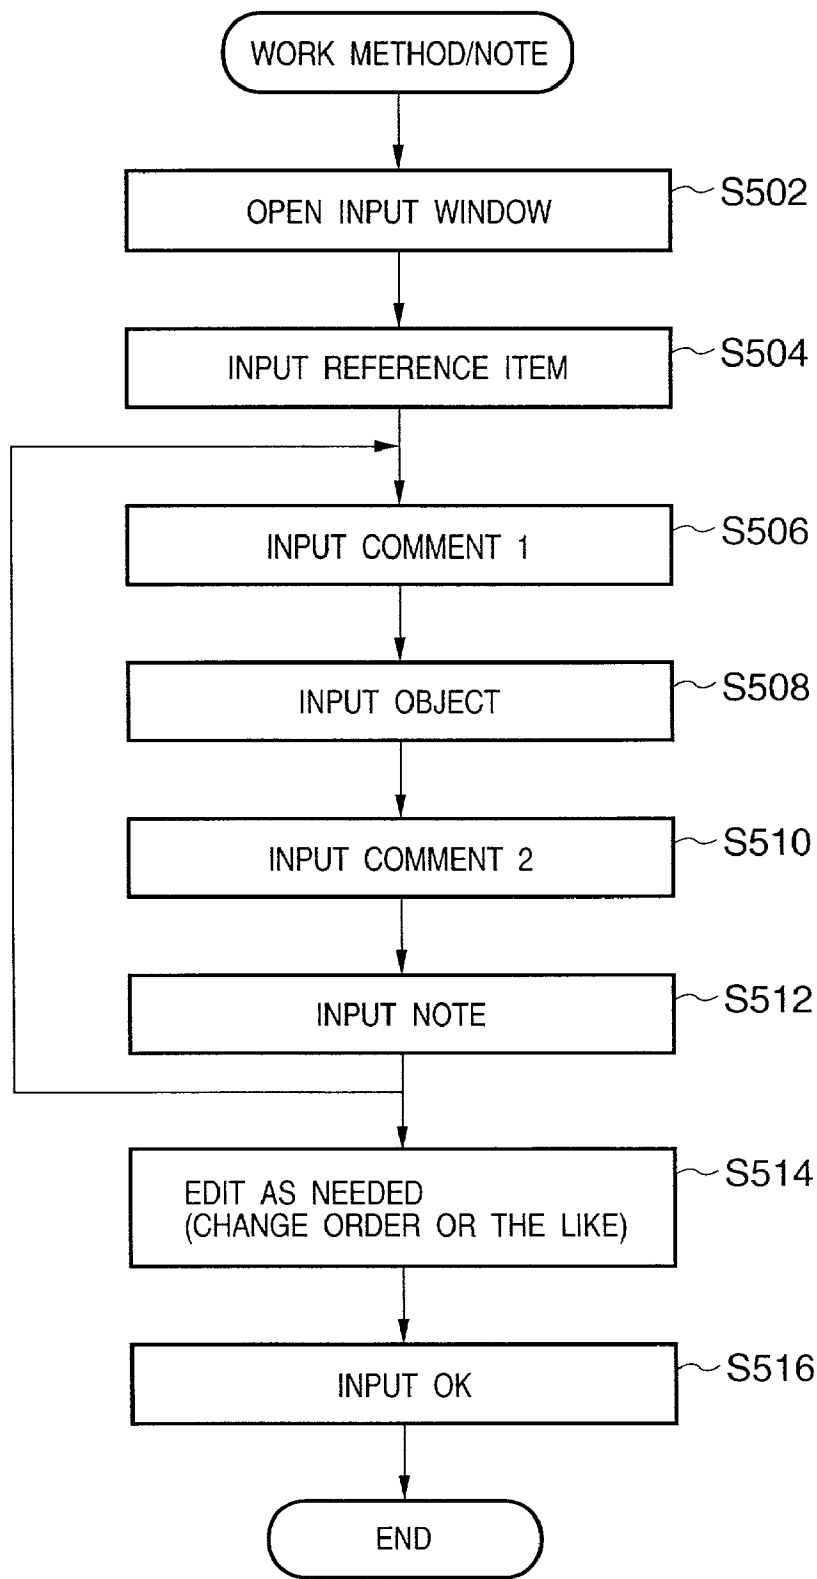 WORK METHOD/NOTE
OPEN INPUT WINDOW
S502
INPUT REFERENCE ITEM
S504
INPUT COMMENT 1
S506
INPUT OBJECT
S508
INPUT COMMENT 2
S510
INPUT NOTE
S512
EDIT AS NEEDED
(CHANGE ORDER OR THE LIKE)
S514
INPUT OK
S516
END